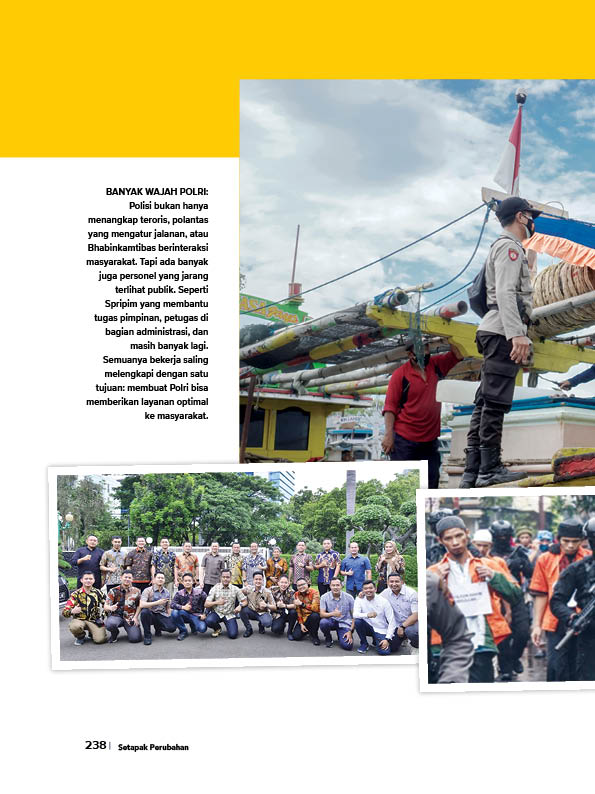 BANYAK WAJAH POLRI:
Polisi bukan hanya
menangkap teroris, polantas
yang mengatur jalanan, atau
Bhabinkamtibas berinteraksi
masyarakat. Tapi ada banyak
juga personel yang jarang
terlihat publik. Seperti
Spripim yang membantu
tugas pimpinan, petugas di
bagian administrasi, dan
masih banyak lagi.
Semuanya bekerja saling
melengkapi dengan satu
tujuan: membuat Polri bisa
memberikan layanan optimal
ke masyarakat.
238 | Setapak Perubahan